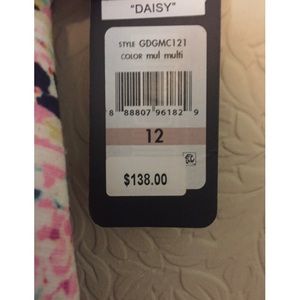 "DAISY"
STYLE GDGMC121
COLOR mul multi
8 88807 96182 9
12
$138.00